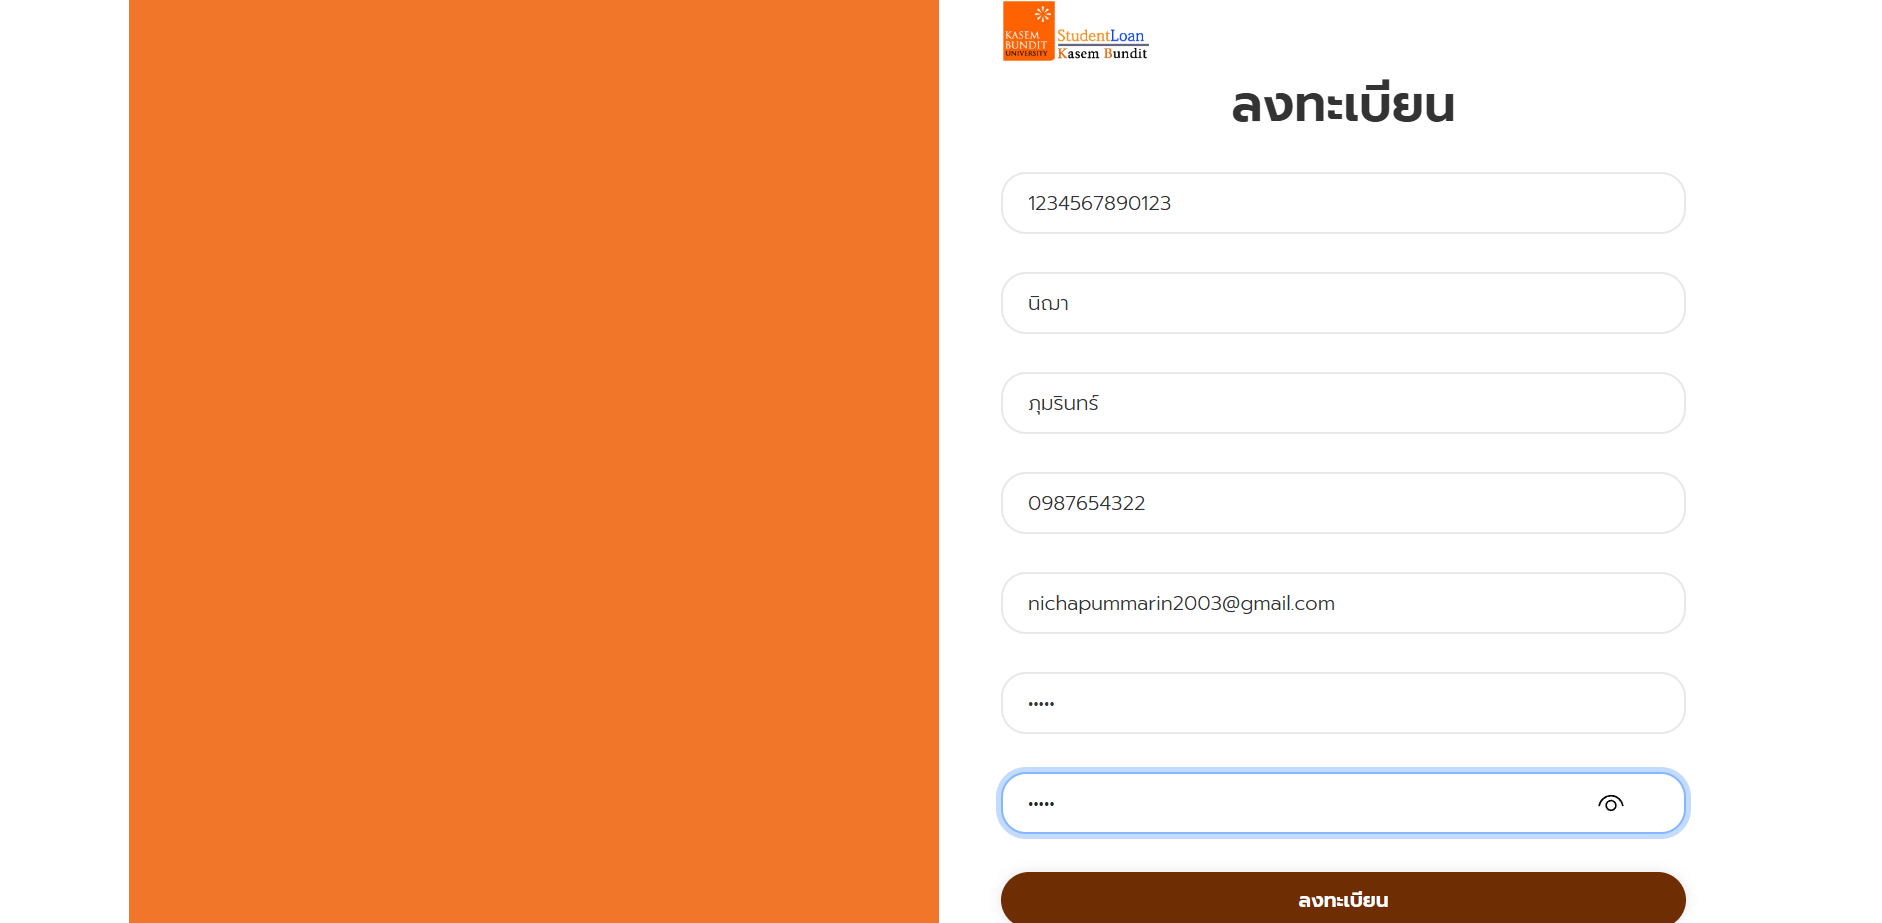 KASEM
BUNDIT
UNIVERSITY
StudentLoan
Kasem Bundit
ลงทะเบียน
1234567890123
นิฌา
ภุมรินทร์
0987654322
nichapummarin2003@gmail.com
•••••
•••••
ลงทะเบียน